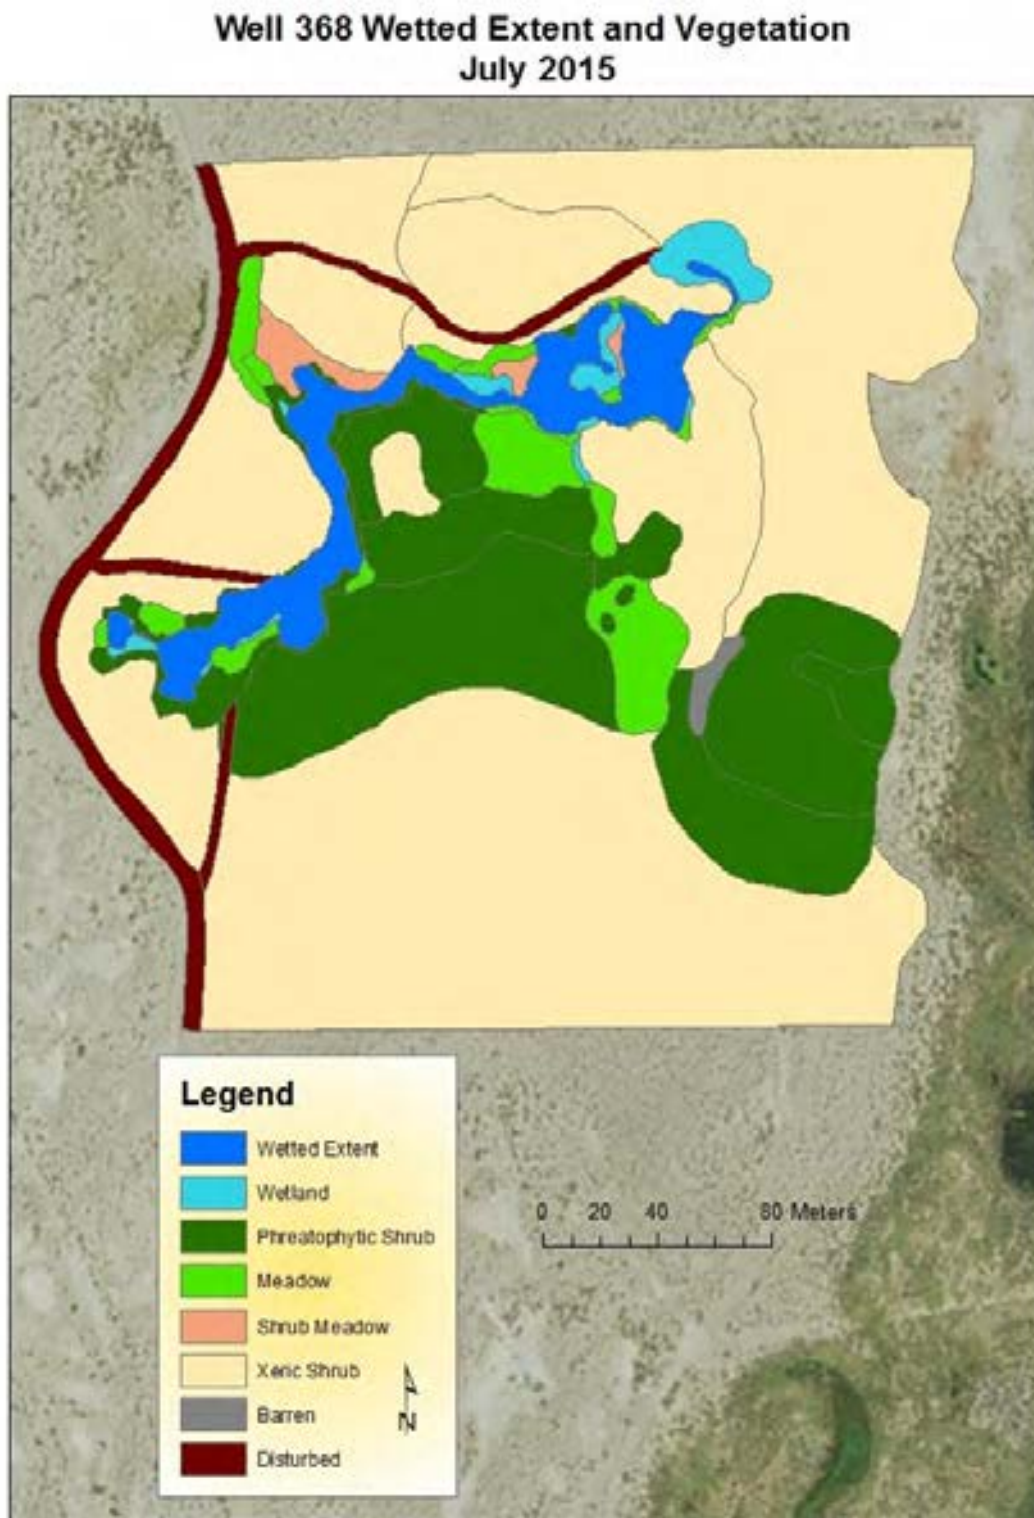 Well 368 Wetted Extent and Vegetation
July 2015
Legend
Wetted Extent
Wetland
Phreatophytic Shrub
Meadow
Shrub Meadow
Xeric Shrub
Barren
Disturbed
N
0 20 40 80 Meters